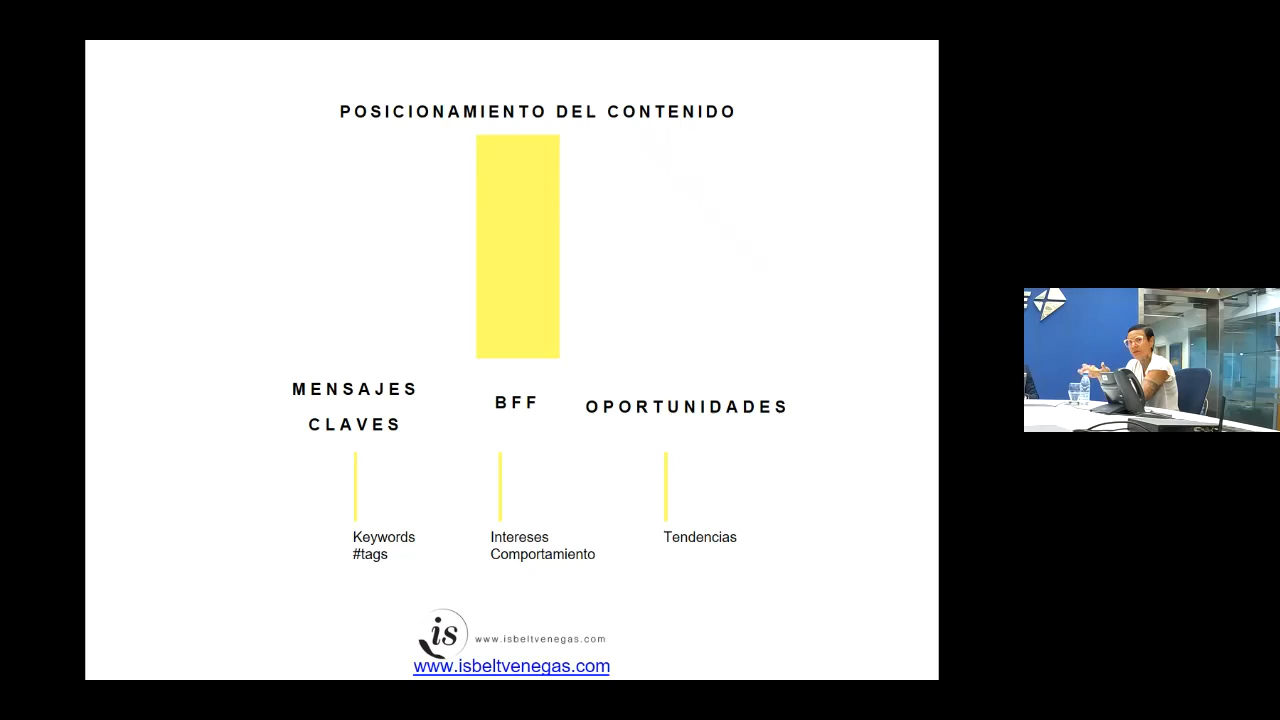 POSICIONAMIENTO DEL CONTENIDO
MENSAJES
CLAVES
BFF
OPORTUNIDADES
Keywords
#tags
Intereses
Comportamiento
Tendencias
is
www.isbeltvenegas.com
www.isbeltvenegas.com